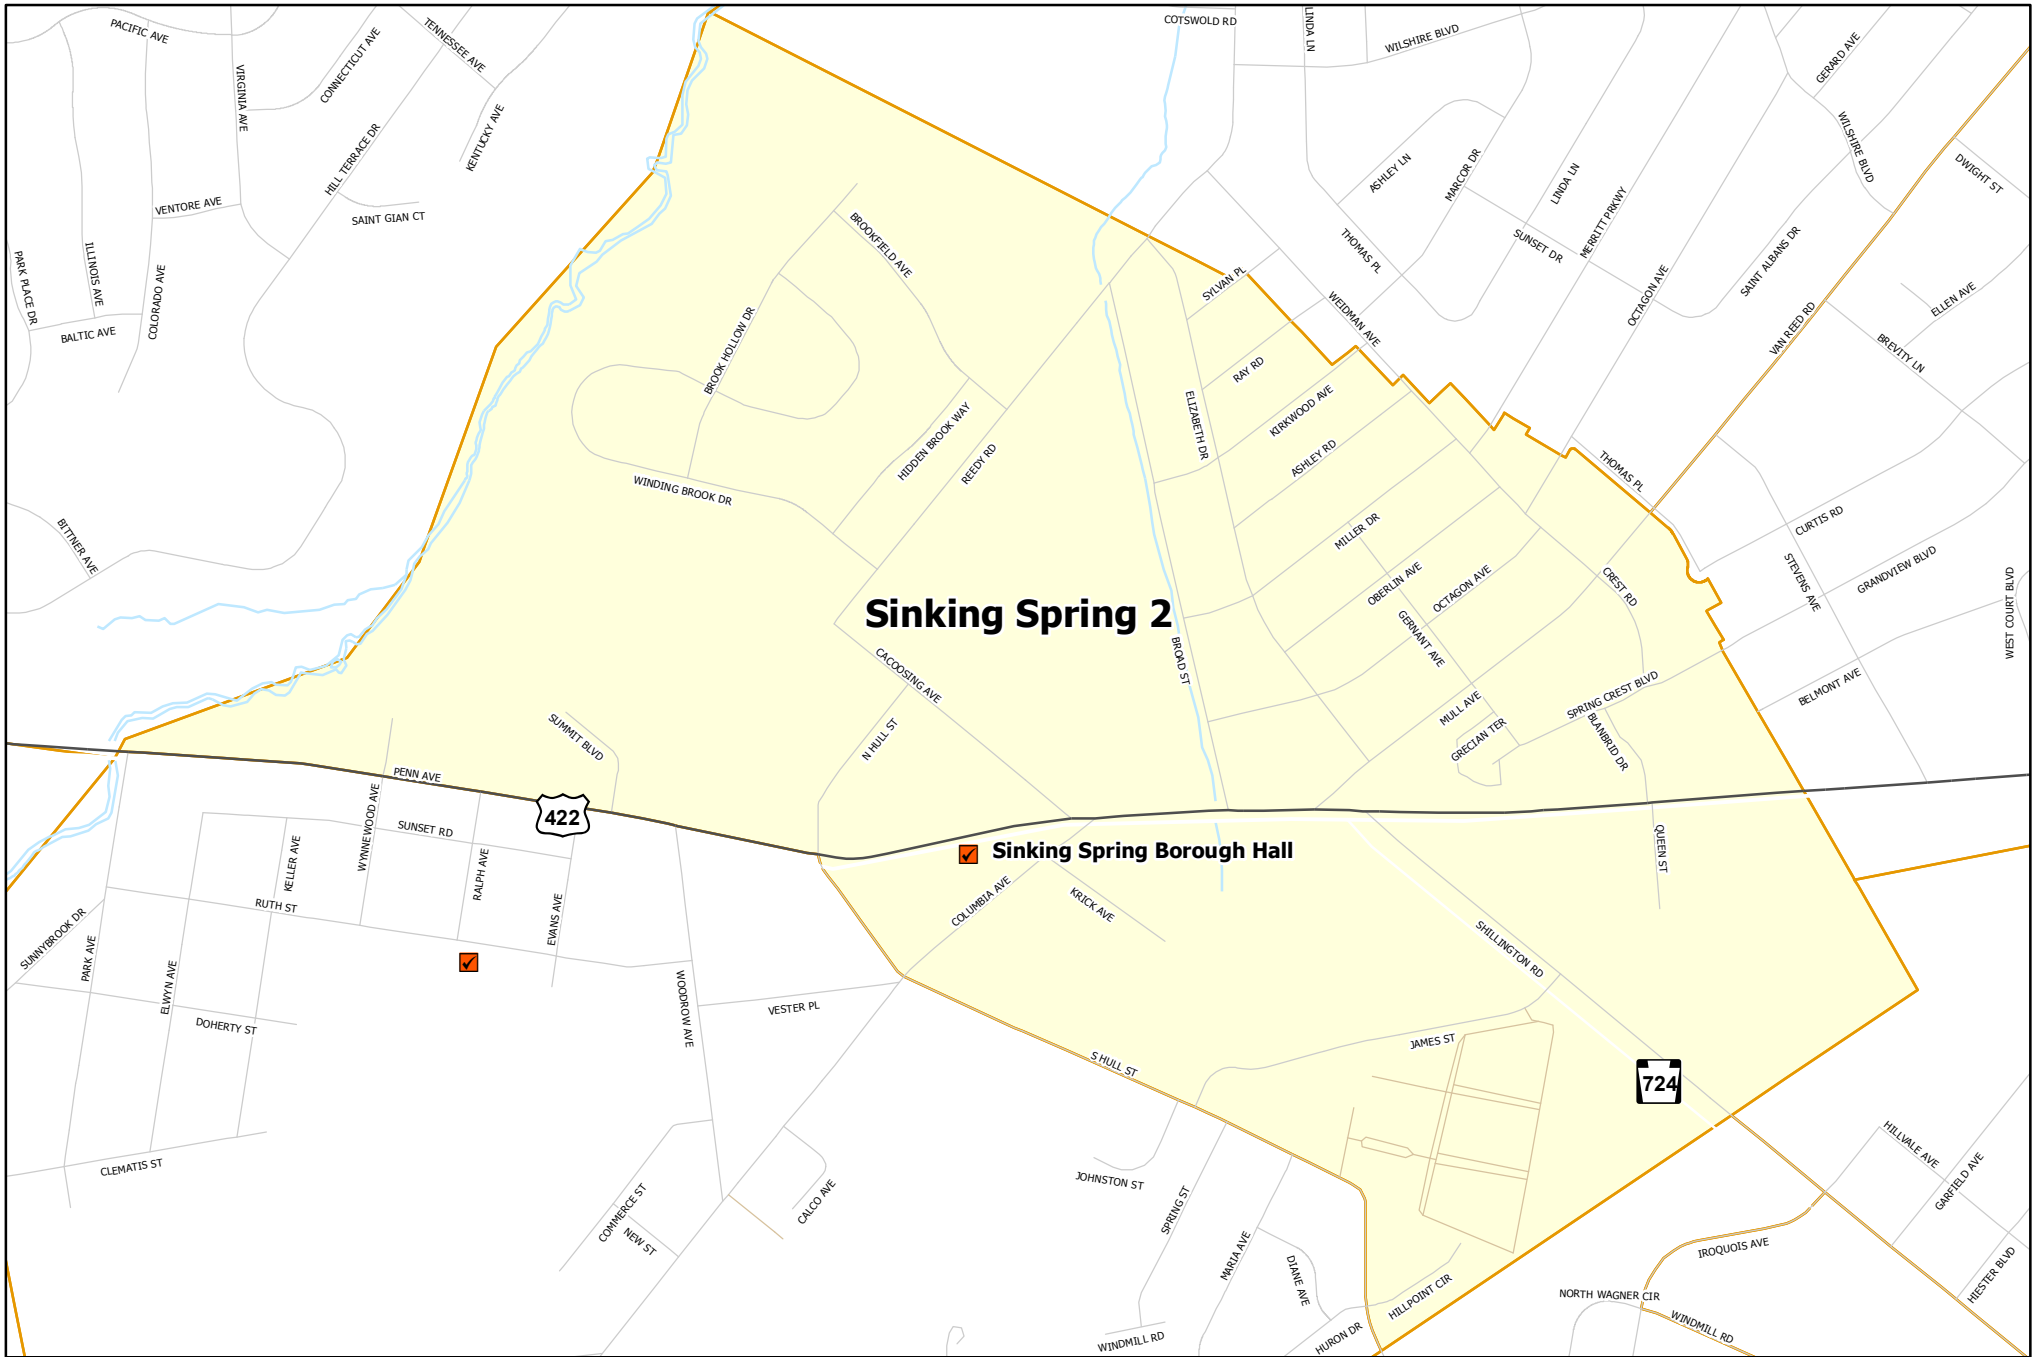 PACIFIC AVE
TENNESSEE AVE
COTSWOLD RD
LINDA LN
WILSHIRE BLVD
CONNECTICUT AVE
GERARD AVE
VIRGINIA AVE
KENTUCKY AVE
HILL TERRACE DR
WILSHIRE BLVD
ASHLEY LN
MARCOR DR
LINDA LN
DWIGHT ST
VENTORE AVE
SAINT GIAN CT
MERRITT PRKWY
BROOKFIELD AVE
THOMAS PL
SUNSET DR
SAINT ALBANS DR
PARK PLACE DR
ILLINOIS AVE
COLORADO AVE
SYLVAN PL
OCTAGON AVE
ELLEN AVE
BALTIC AVE
WEIDMAN AVE
VAN REED RD
BROOK HOLLOW DR
BREVITY LN
RAY RD
ELIZABETH DR
KIRKWOOD AVE
HIDDEN BROOK WAY
REEDY RD
ASHLEY RD
THOMAS PL
WINDING BROOK DR
BITTNER AVE
MILLER DR
CURTIS RD
STEVENS AVE
GRANDVIEW BLVD
OBERLIN AVE
OCTAGON AVE
CREST RD
WEST COURT BLVD
Sinking Spring 2
GERNANT AVE
BROAD ST
CACOOSING AVE
SPRING CREST BLVD
BELMONT AVE
MULL AVE
SUMMIT BLVD
N HULL ST
GRECIAN TER
BLANBRID DR
PENN AVE
422
WYNNEWOOD AVE
SUNSET RD
KELLER AVE
RALPH AVE
QUEEN ST
Sinking Spring Borough Hall
COLUMBIA AVE
KRICK AVE
RUTH ST
EVANS AVE
SUNNYBROOK DR
PARK AVE
ELWYN AVE
SHILLINGTON RD
WOODROW AVE
VESTER PL
DOHERTY ST
S HULL ST
JAMES ST
724
CLEMATIS ST
JOHNSTON ST
HILLVALE AVE
GARFIELD AVE
COMMERCE ST
CALCO AVE
SPRING ST
NEW ST
MARIA AVE
DIANE AVE
IROQUOIS AVE
HIESTER BLVD
HILLPOINT CIR
NORTH WAGNER CIR
WINDMILL RD
HURON DR
WINDMILL RD